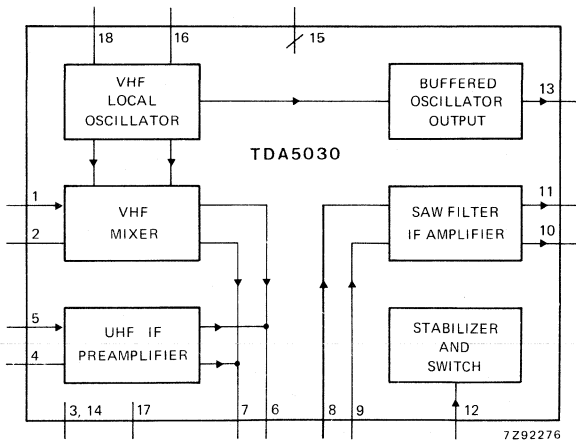 18
16
15
VHF
LOCAL
OSCILLATOR
BUFFERED
OSCILLATOR
OUTPUT
13
TDA5030
1
2
VHF
MIXER
SAW FILTER
IF AMPLIFIER
11
10
5
4
UHF IF
PREAMPLIFIER
STABILIZER
AND
SWITCH
3, 14
17
7
6
8
9
12
7Z92276